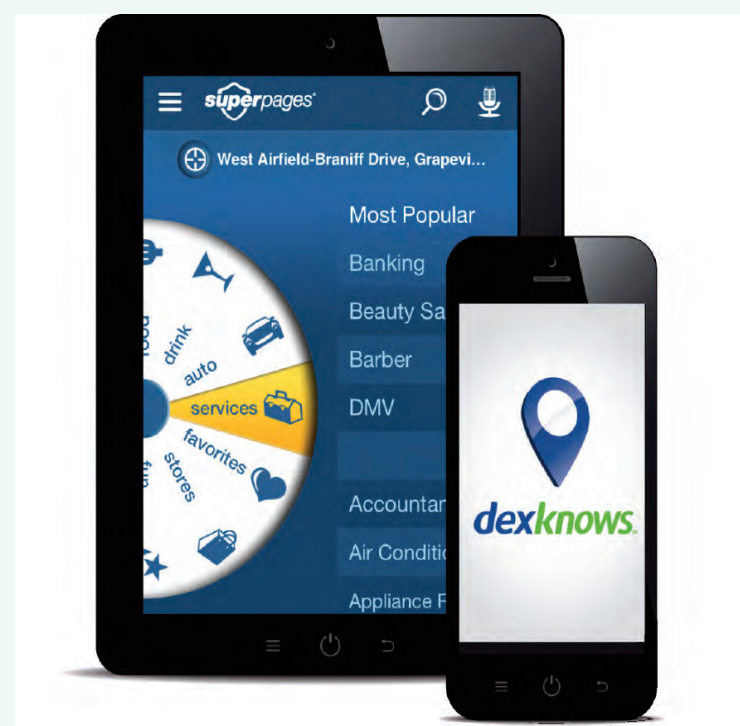 superpages
West Airfield-Braniff Drive, Grapevi...
Most Popular
Banking
Beauty Sa
Barber
DMV
Accountan
Air Conditi
Appliance
drink
auto
services
favorites
stores
dexknows